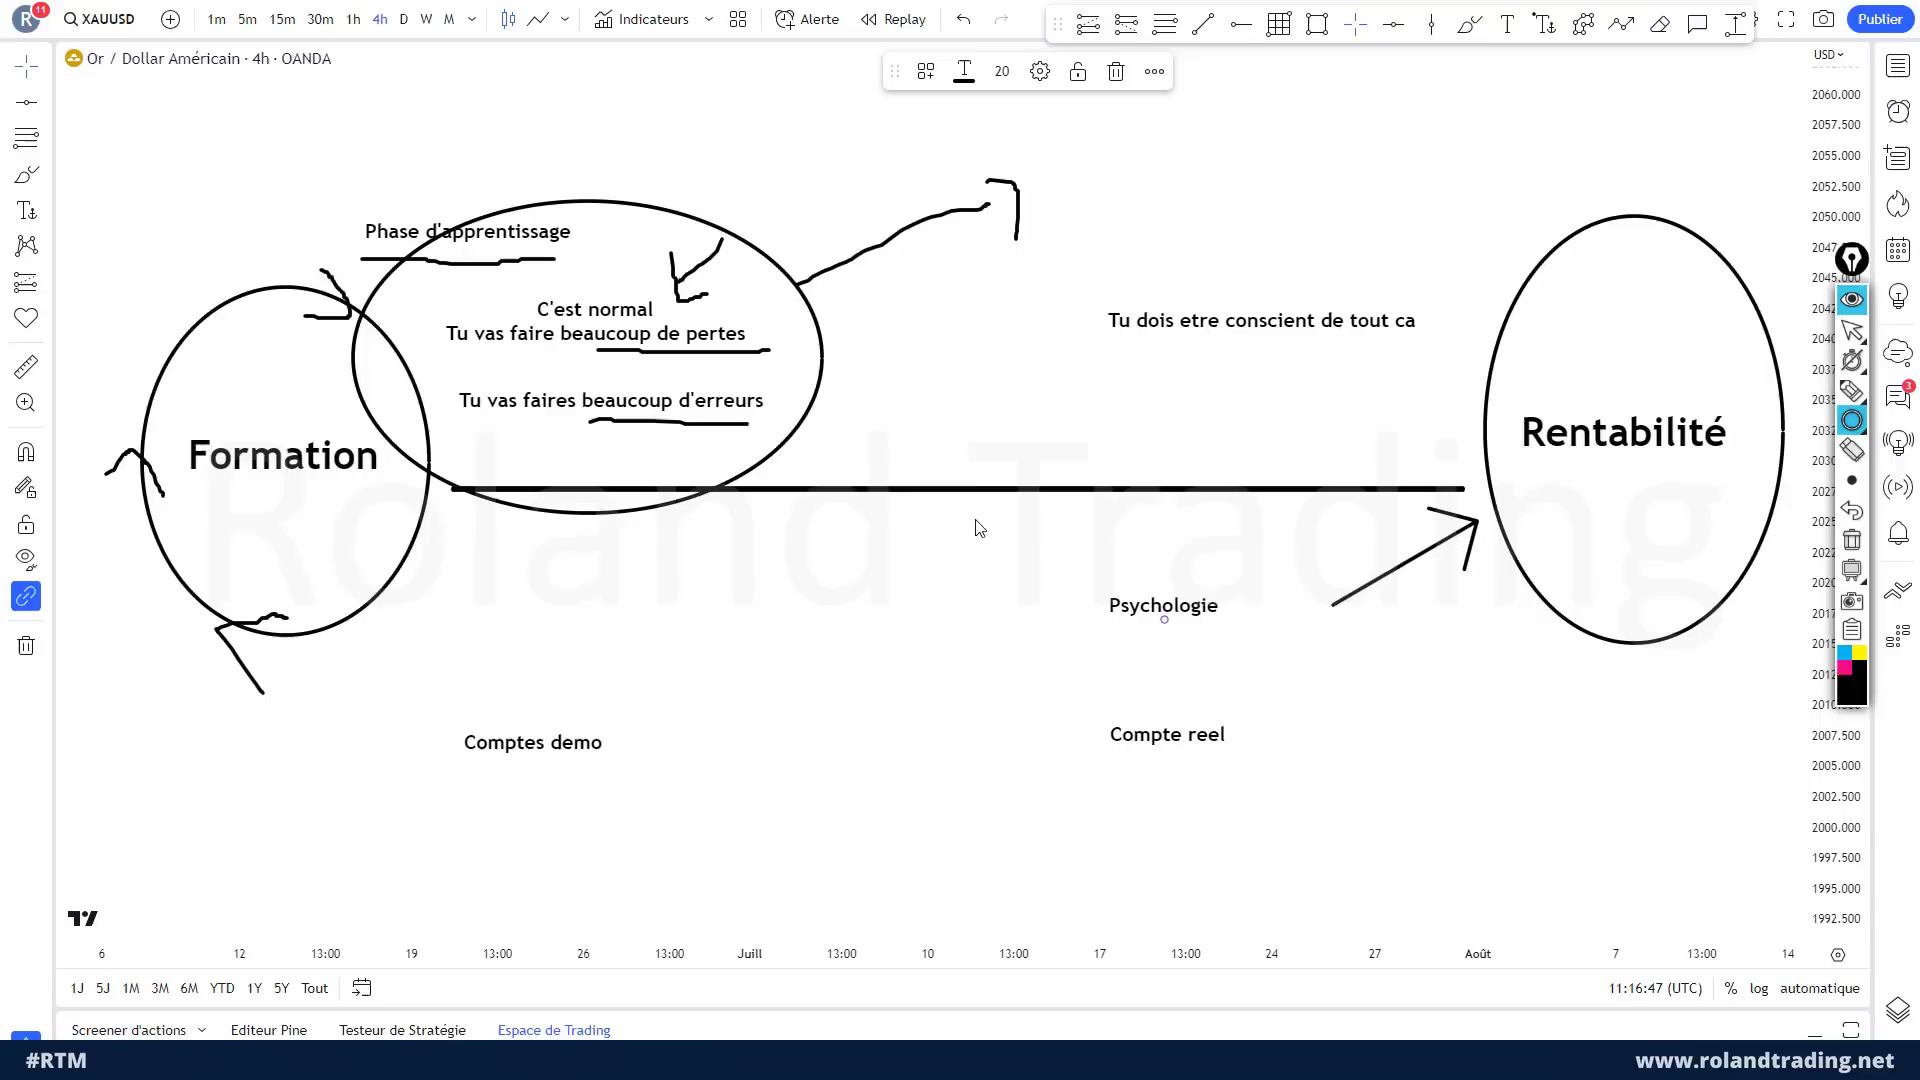 R
11
XAUUSD
1m 5m 15m 30m 1h 4h D W M
Indicateurs
Alerte
Replay
Publier
Or / Dollar Américain · 4h · OANDA
20
USD
2060.000
2057.500
2055.000
2052.500
2050.000
Phase d'apprentissage
C'est normal
Tu vas faire beaucoup de pertes
Tu vas faires beaucoup d'erreurs
Tu dois etre conscient de tout ca
Formation
Rentabilité
Roland Trading
Psychologie
Comptes demo
Compte reel
3
2007.500
2005.000
2002.500
2000.000
1997.500
1995.000
1992.500
6 12 13:00 19 13:00 26 13:00 Juill 13:00 10 13:00 17 13:00 24 27 Août 7 13:00 14
1J 5J 1M 3M 6M YTD 1Y 5Y Tout
11:16:47 (UTC) % log automatique
Screener d'actions Editeur Pine Testeur de Stratégie Espace de Trading
#RTM
www.rolandtrading.net